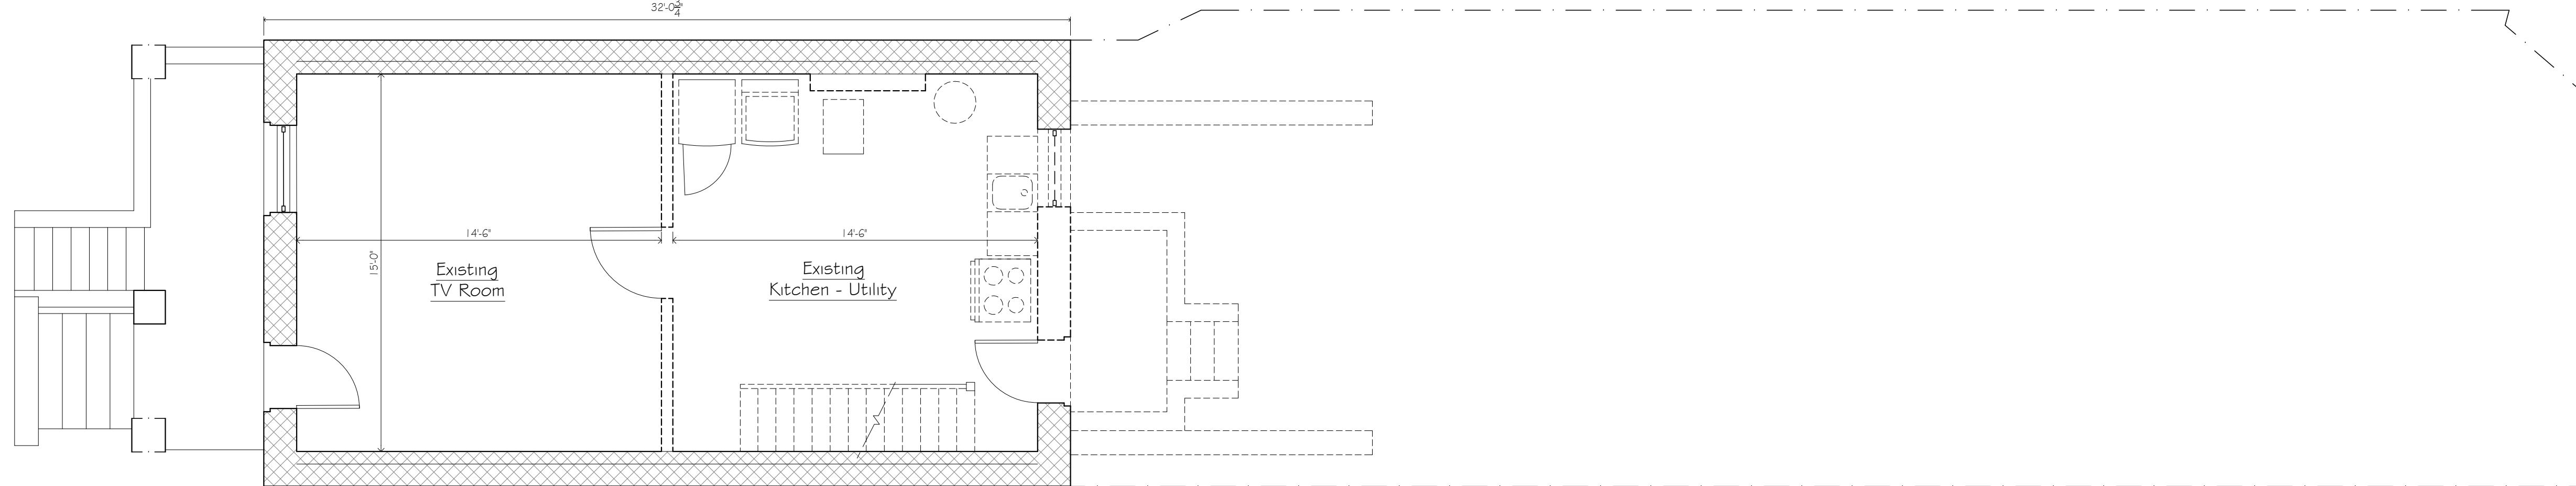 32'-0¾"
14'-6"
14'-6"
15'-0"
Existing
TV Room
Existing
Kitchen - Utility